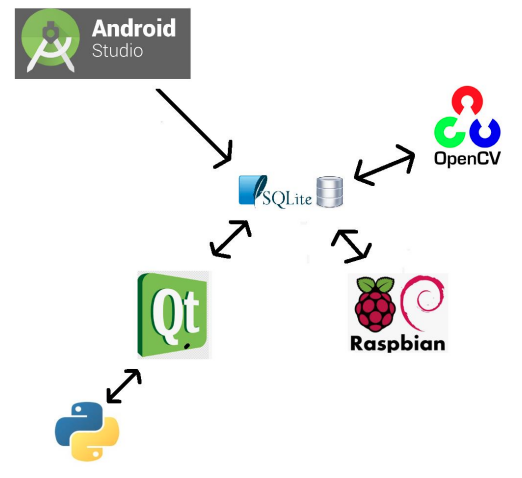 Android
Studio
OpenCV
SQLite
Qt
Raspbian